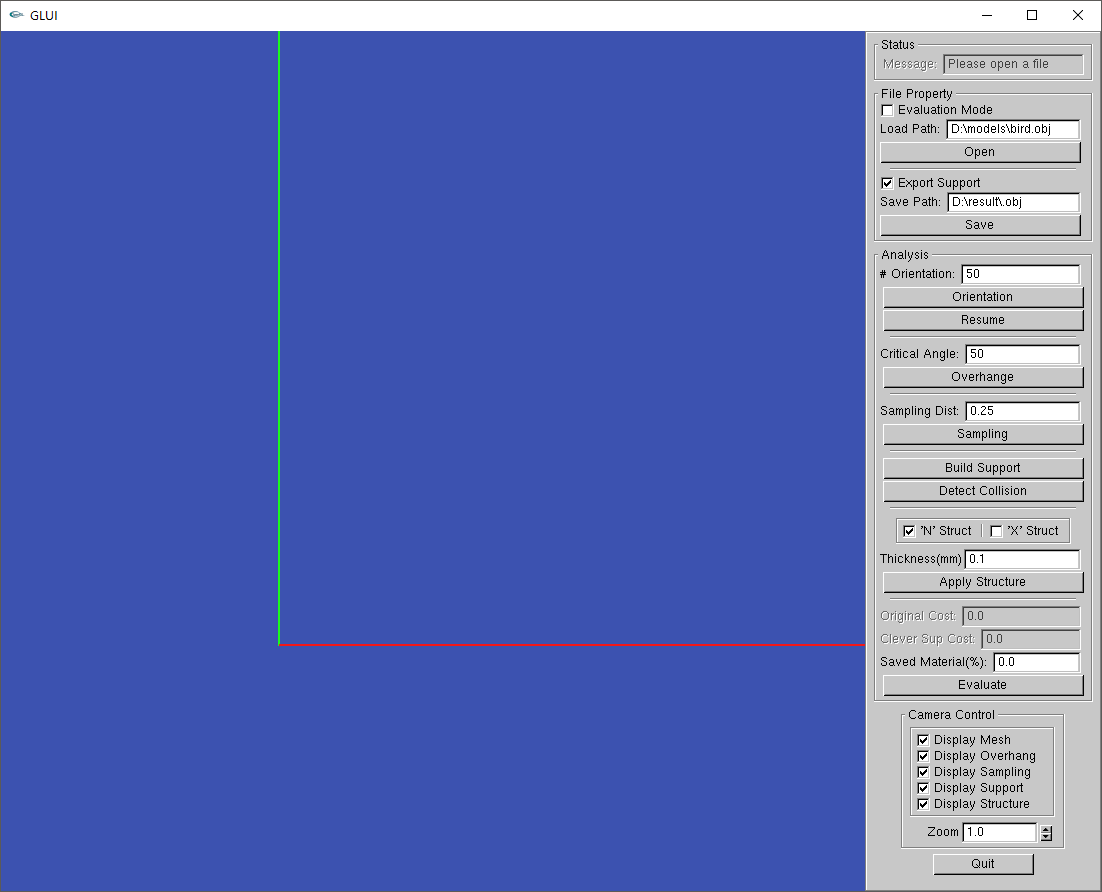 GLUI
Status
Message: Please open a file
File Property
Evaluation Mode
Load Path: D:\models\bird.obj
Open
Export Support
Save Path: D:\result\.obj
Save
Analysis
# Orientation: 50
Orientation
Resume
Critical Angle: 50
Overhange
Sampling Dist: 0.25
Sampling
Build Support
Detect Collision
'N' Struct 'X' Struct
Thickness(mm) 0.1
Apply Structure
Original Cost: 0.0
Clever Sup Cost: 0.0
Saved Material(%): 0.0
Evaluate
Camera Control
Display Mesh
Display Overhang
Display Sampling
Display Support
Display Structure
Zoom 1.0
Quit